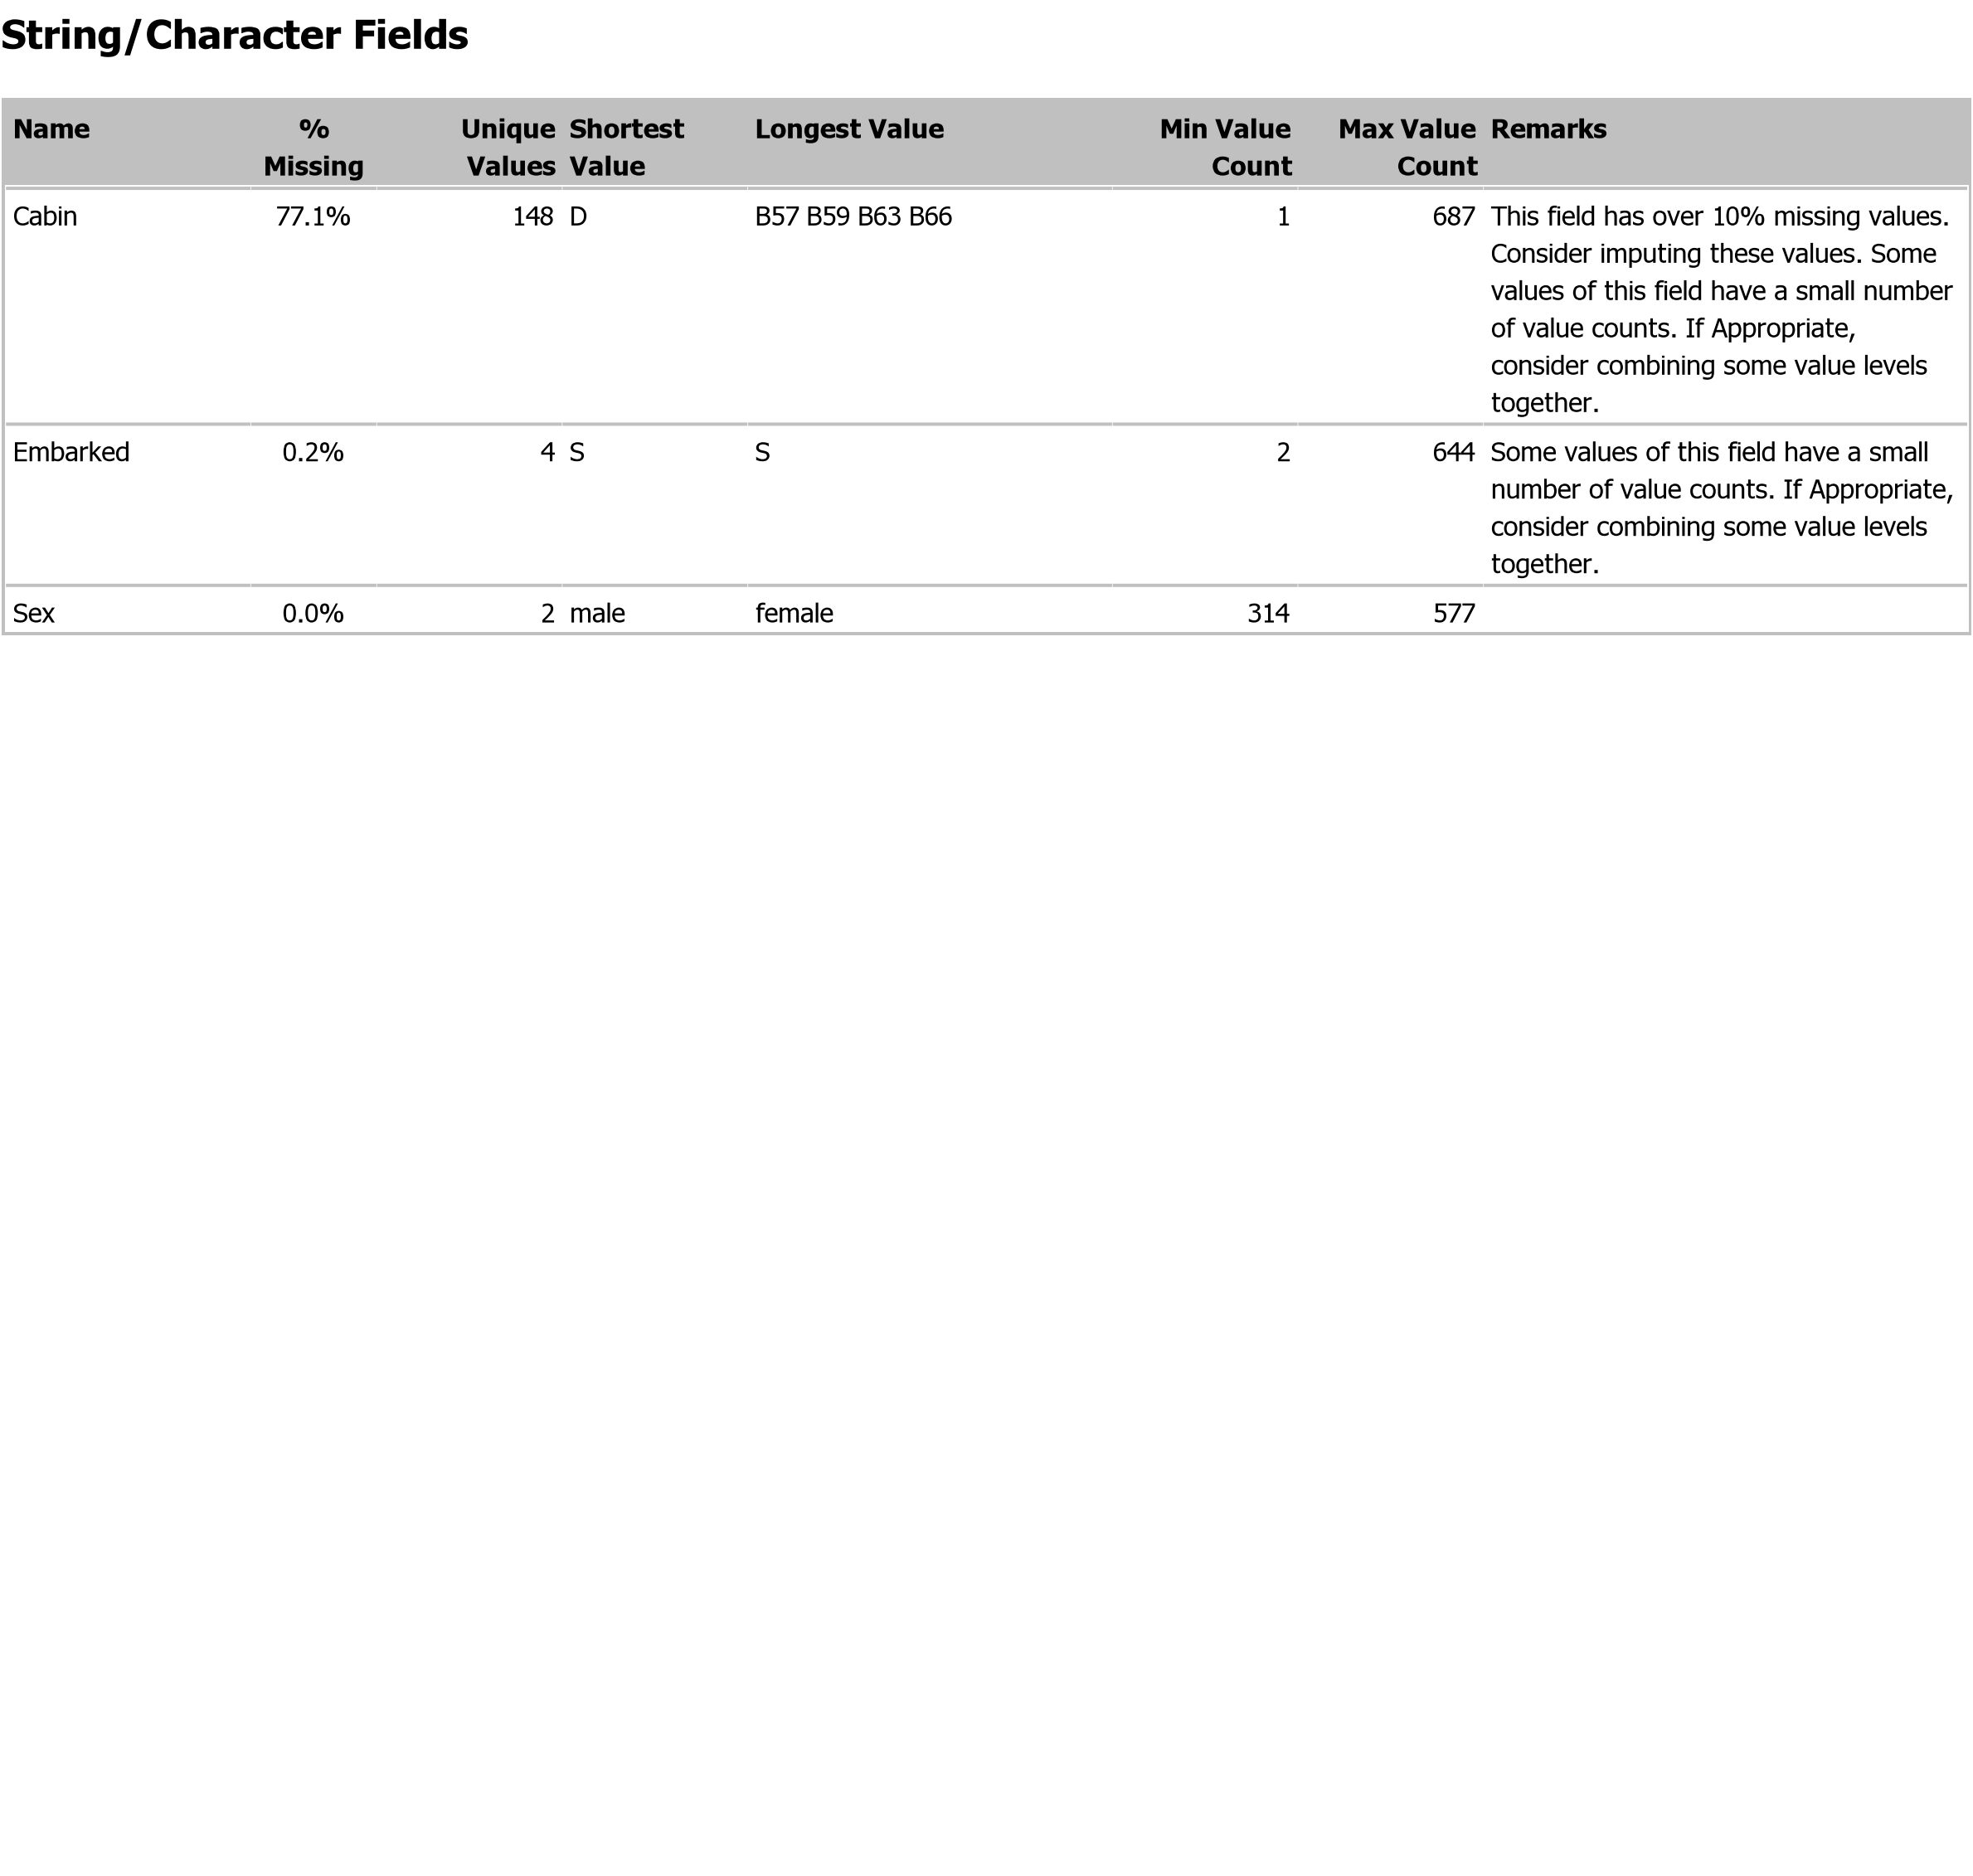 String/Character Fields
Name % Missing Unique Values Shortest Value Longest Value Min Value Count Max Value Count Remarks
Cabin 77.1% 148 D B57 B59 B63 B66 1 687 This field has over 10% missing values.
Consider imputing these values. Some
values of this field have a small number
of value counts. If Appropriate,
consider combining some value levels
together.
Embarked 0.2% 4 S S 2 644 Some values of this field have a small
number of value counts. If Appropriate,
consider combining some value levels
together.
Sex 0.0% 2 male female 314 577